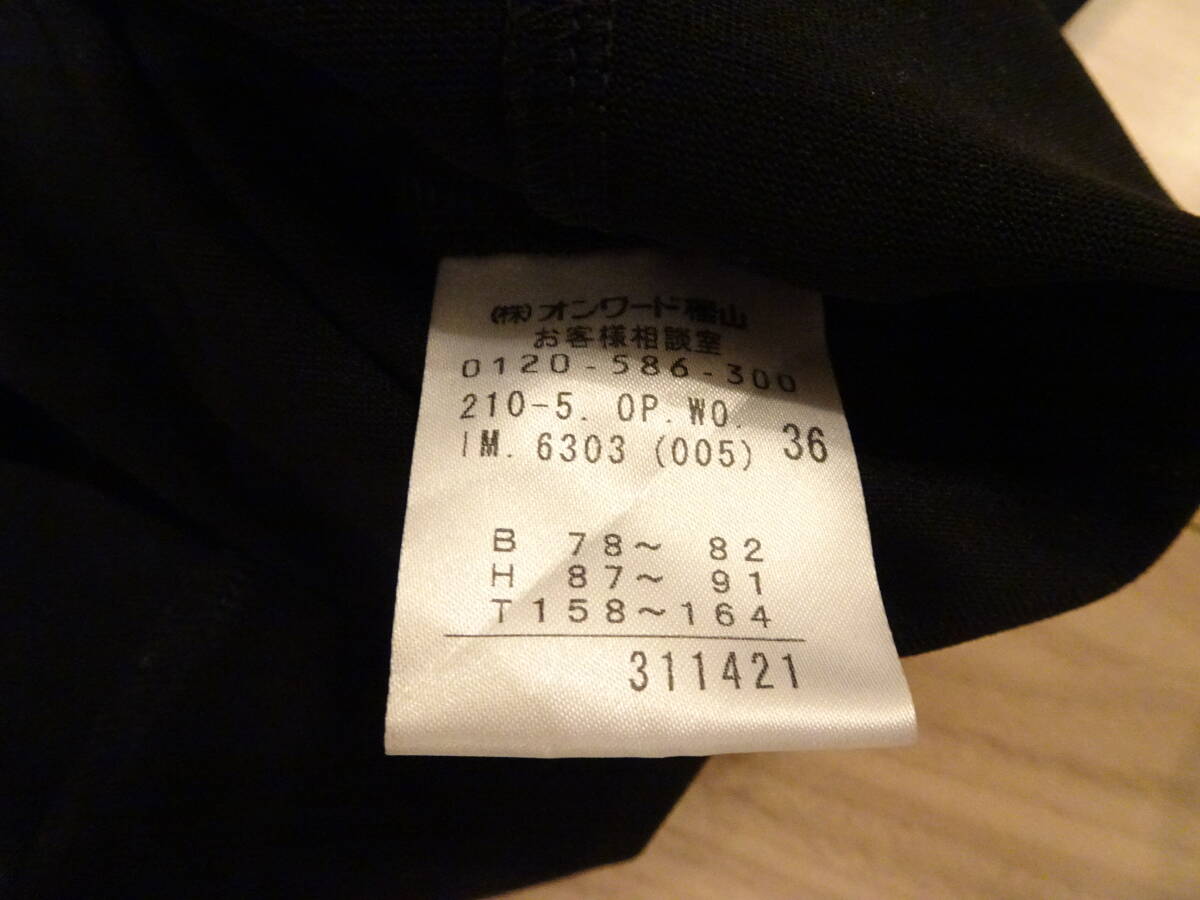 (株)オンワード樫山
お客様相談室
0120-586-300
210-5. OP. WO.
IM. 6303 (005) 36
B 78~ 82
H 87~ 91
T158~164
311421